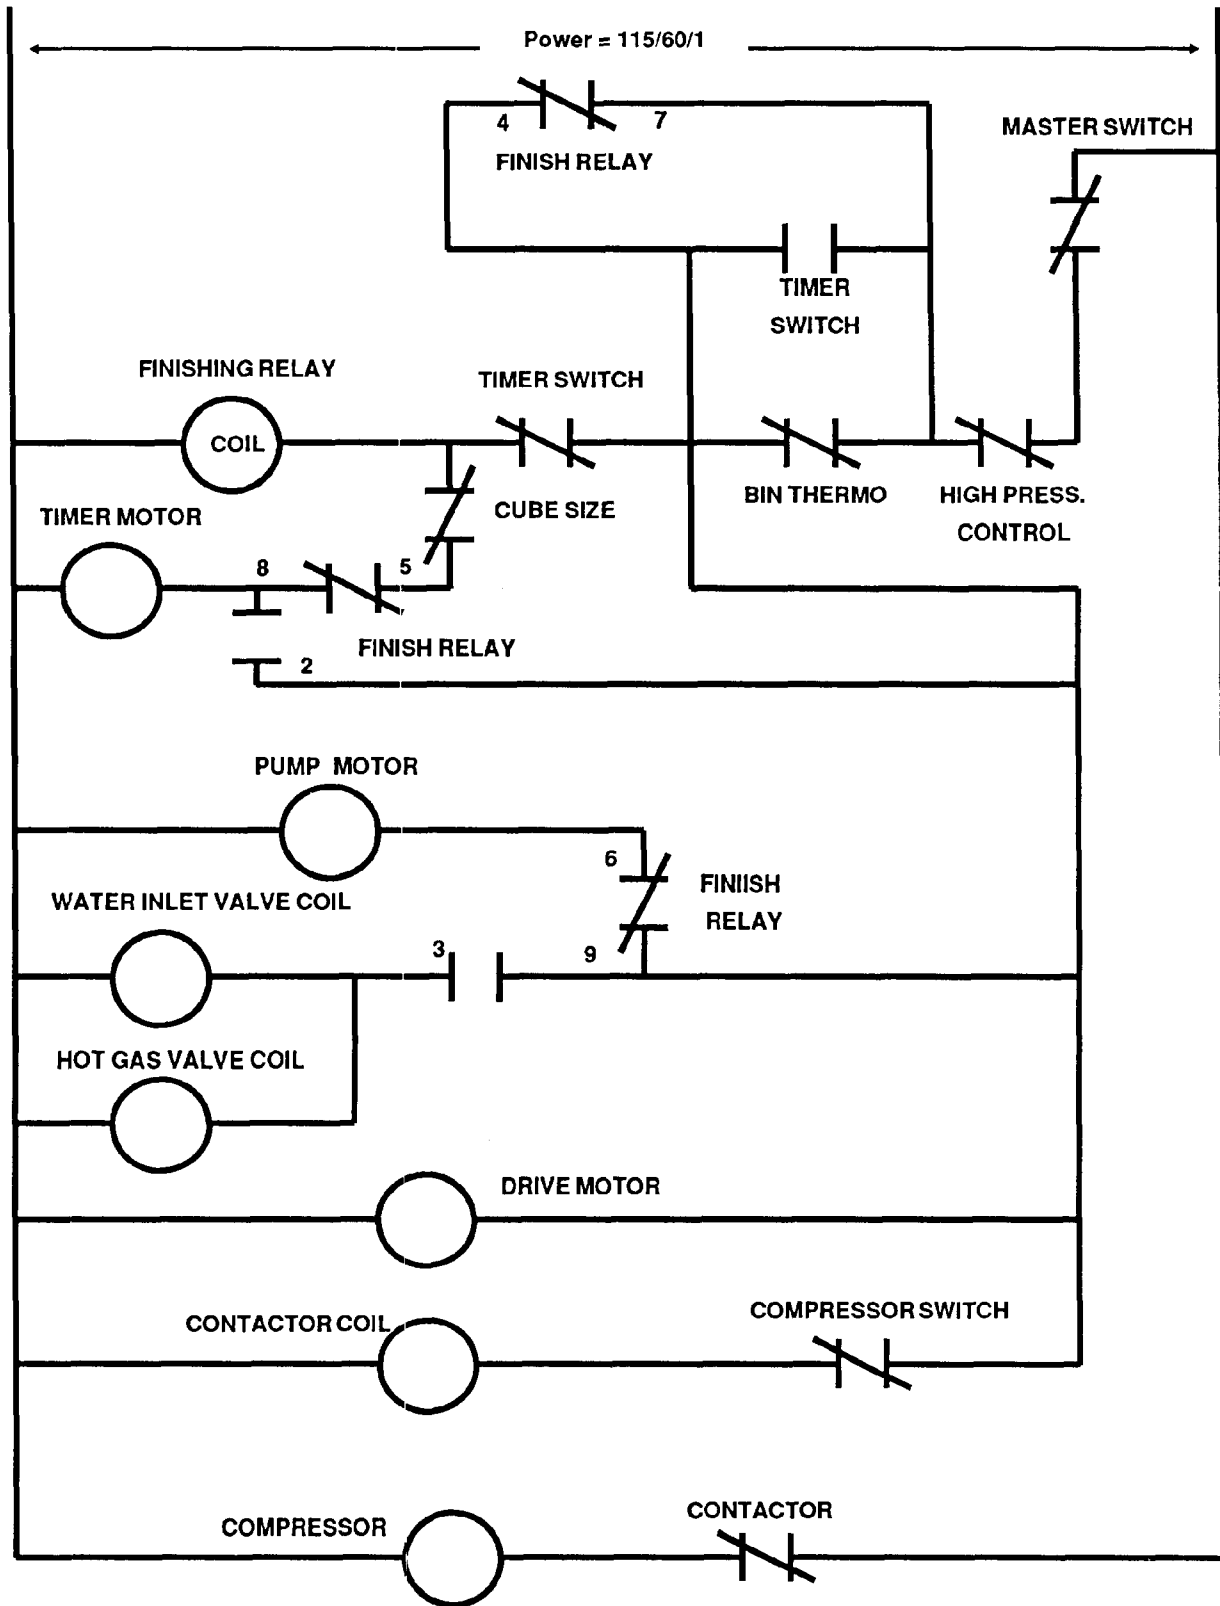 Power = 115/60/1
4
7
FINISH RELAY
MASTER SWITCH
TIMER
SWITCH
FINISHING RELAY
TIMER SWITCH
COIL
BIN THERMO
HIGH PRESS.
CONTROL
CUBE SIZE
TIMER MOTOR
8
5
FINISH RELAY
2
PUMP MOTOR
6
FINIISH
RELAY
WATER INLET VALVE COIL
3
9
HOT GAS VALVE COIL
DRIVE MOTOR
COMPRESSOR SWITCH
CONTACTOR COIL
CONTACTOR
COMPRESSOR